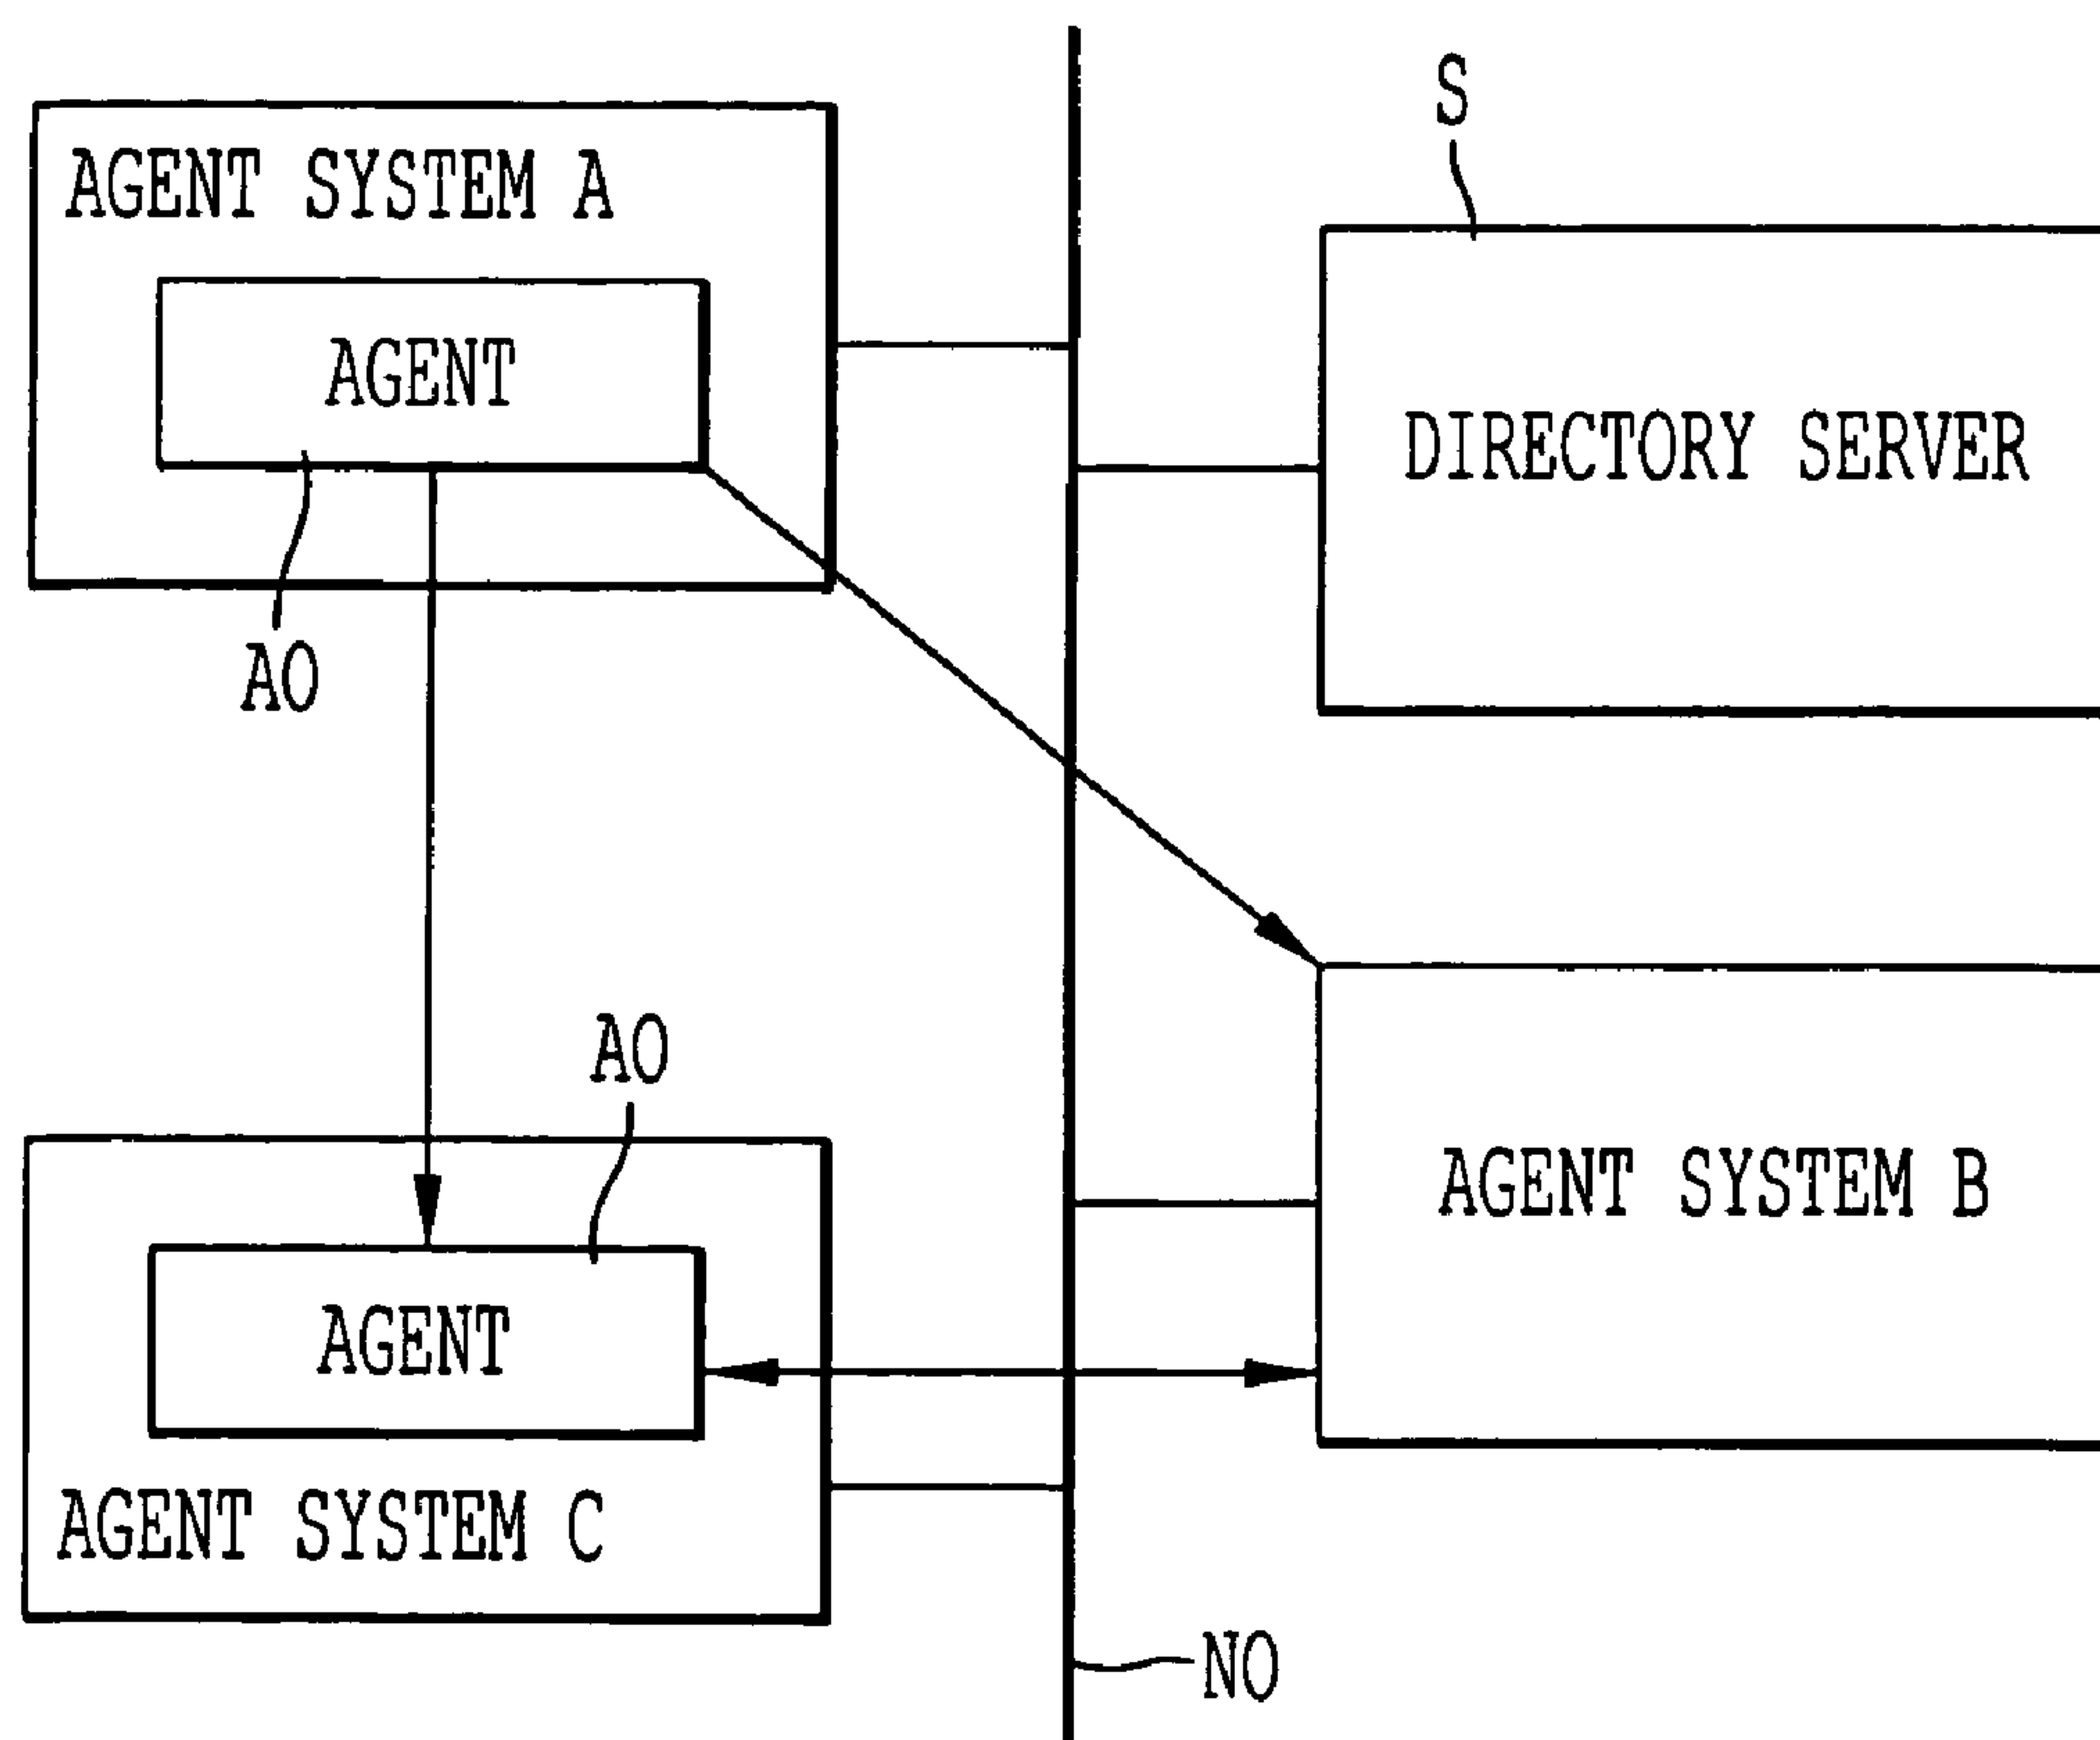 S
AGENT SYSTEM A
AGENT
DIRECTORY SERVER
AO
AO
AGENT SYSTEM B
AGENT
AGENT SYSTEM C
NO